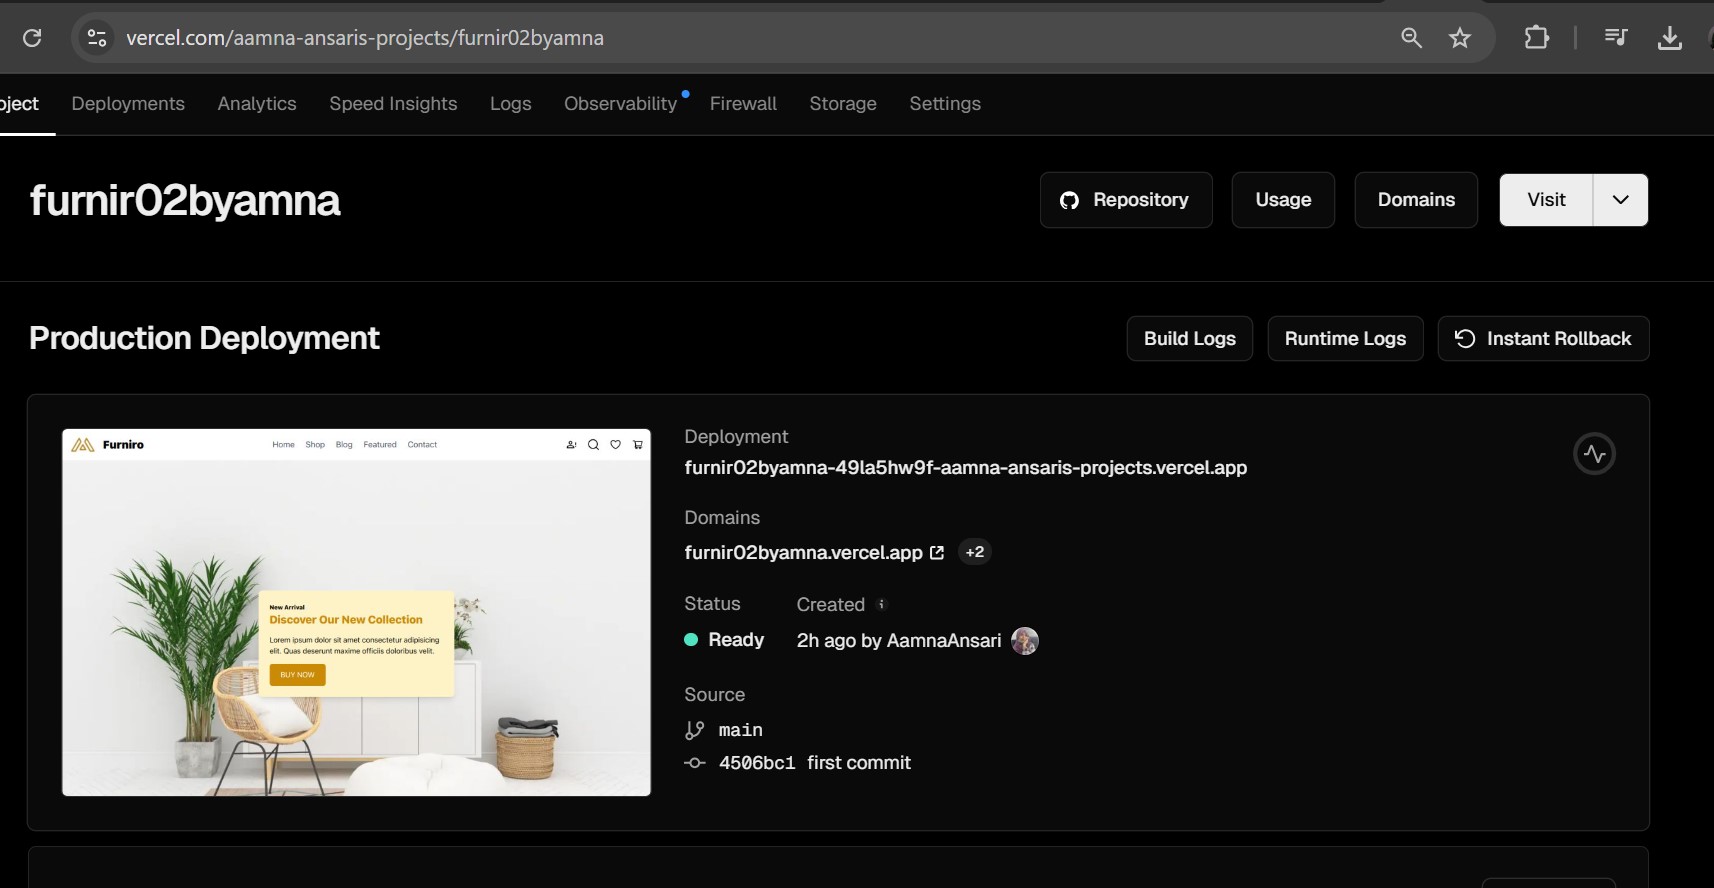 vercel.com/aamna-ansaris-projects/furnir02byamna
oject Deployments Analytics Speed Insights Logs Observability Firewall Storage Settings
furnir02byamna
Repository Usage Domains Visit
Production Deployment
Build Logs Runtime Logs Instant Rollback
Furniro Home Shop Blog Featured Contact
New Arrival
Discover Our New Collection
Lorem ipsum dolor sit amet consectetur adipisicing
elit. Quas deserunt maxime officiis doloribus velit.
BUY NOW
Deployment
furnir02byamna-49la5hw9f-aamna-ansaris-projects.vercel.app
Domains
furnir02byamna.vercel.app +2
Status Created
Ready 2h ago by AamnaAnsari
Source
main
4506bc1 first commit